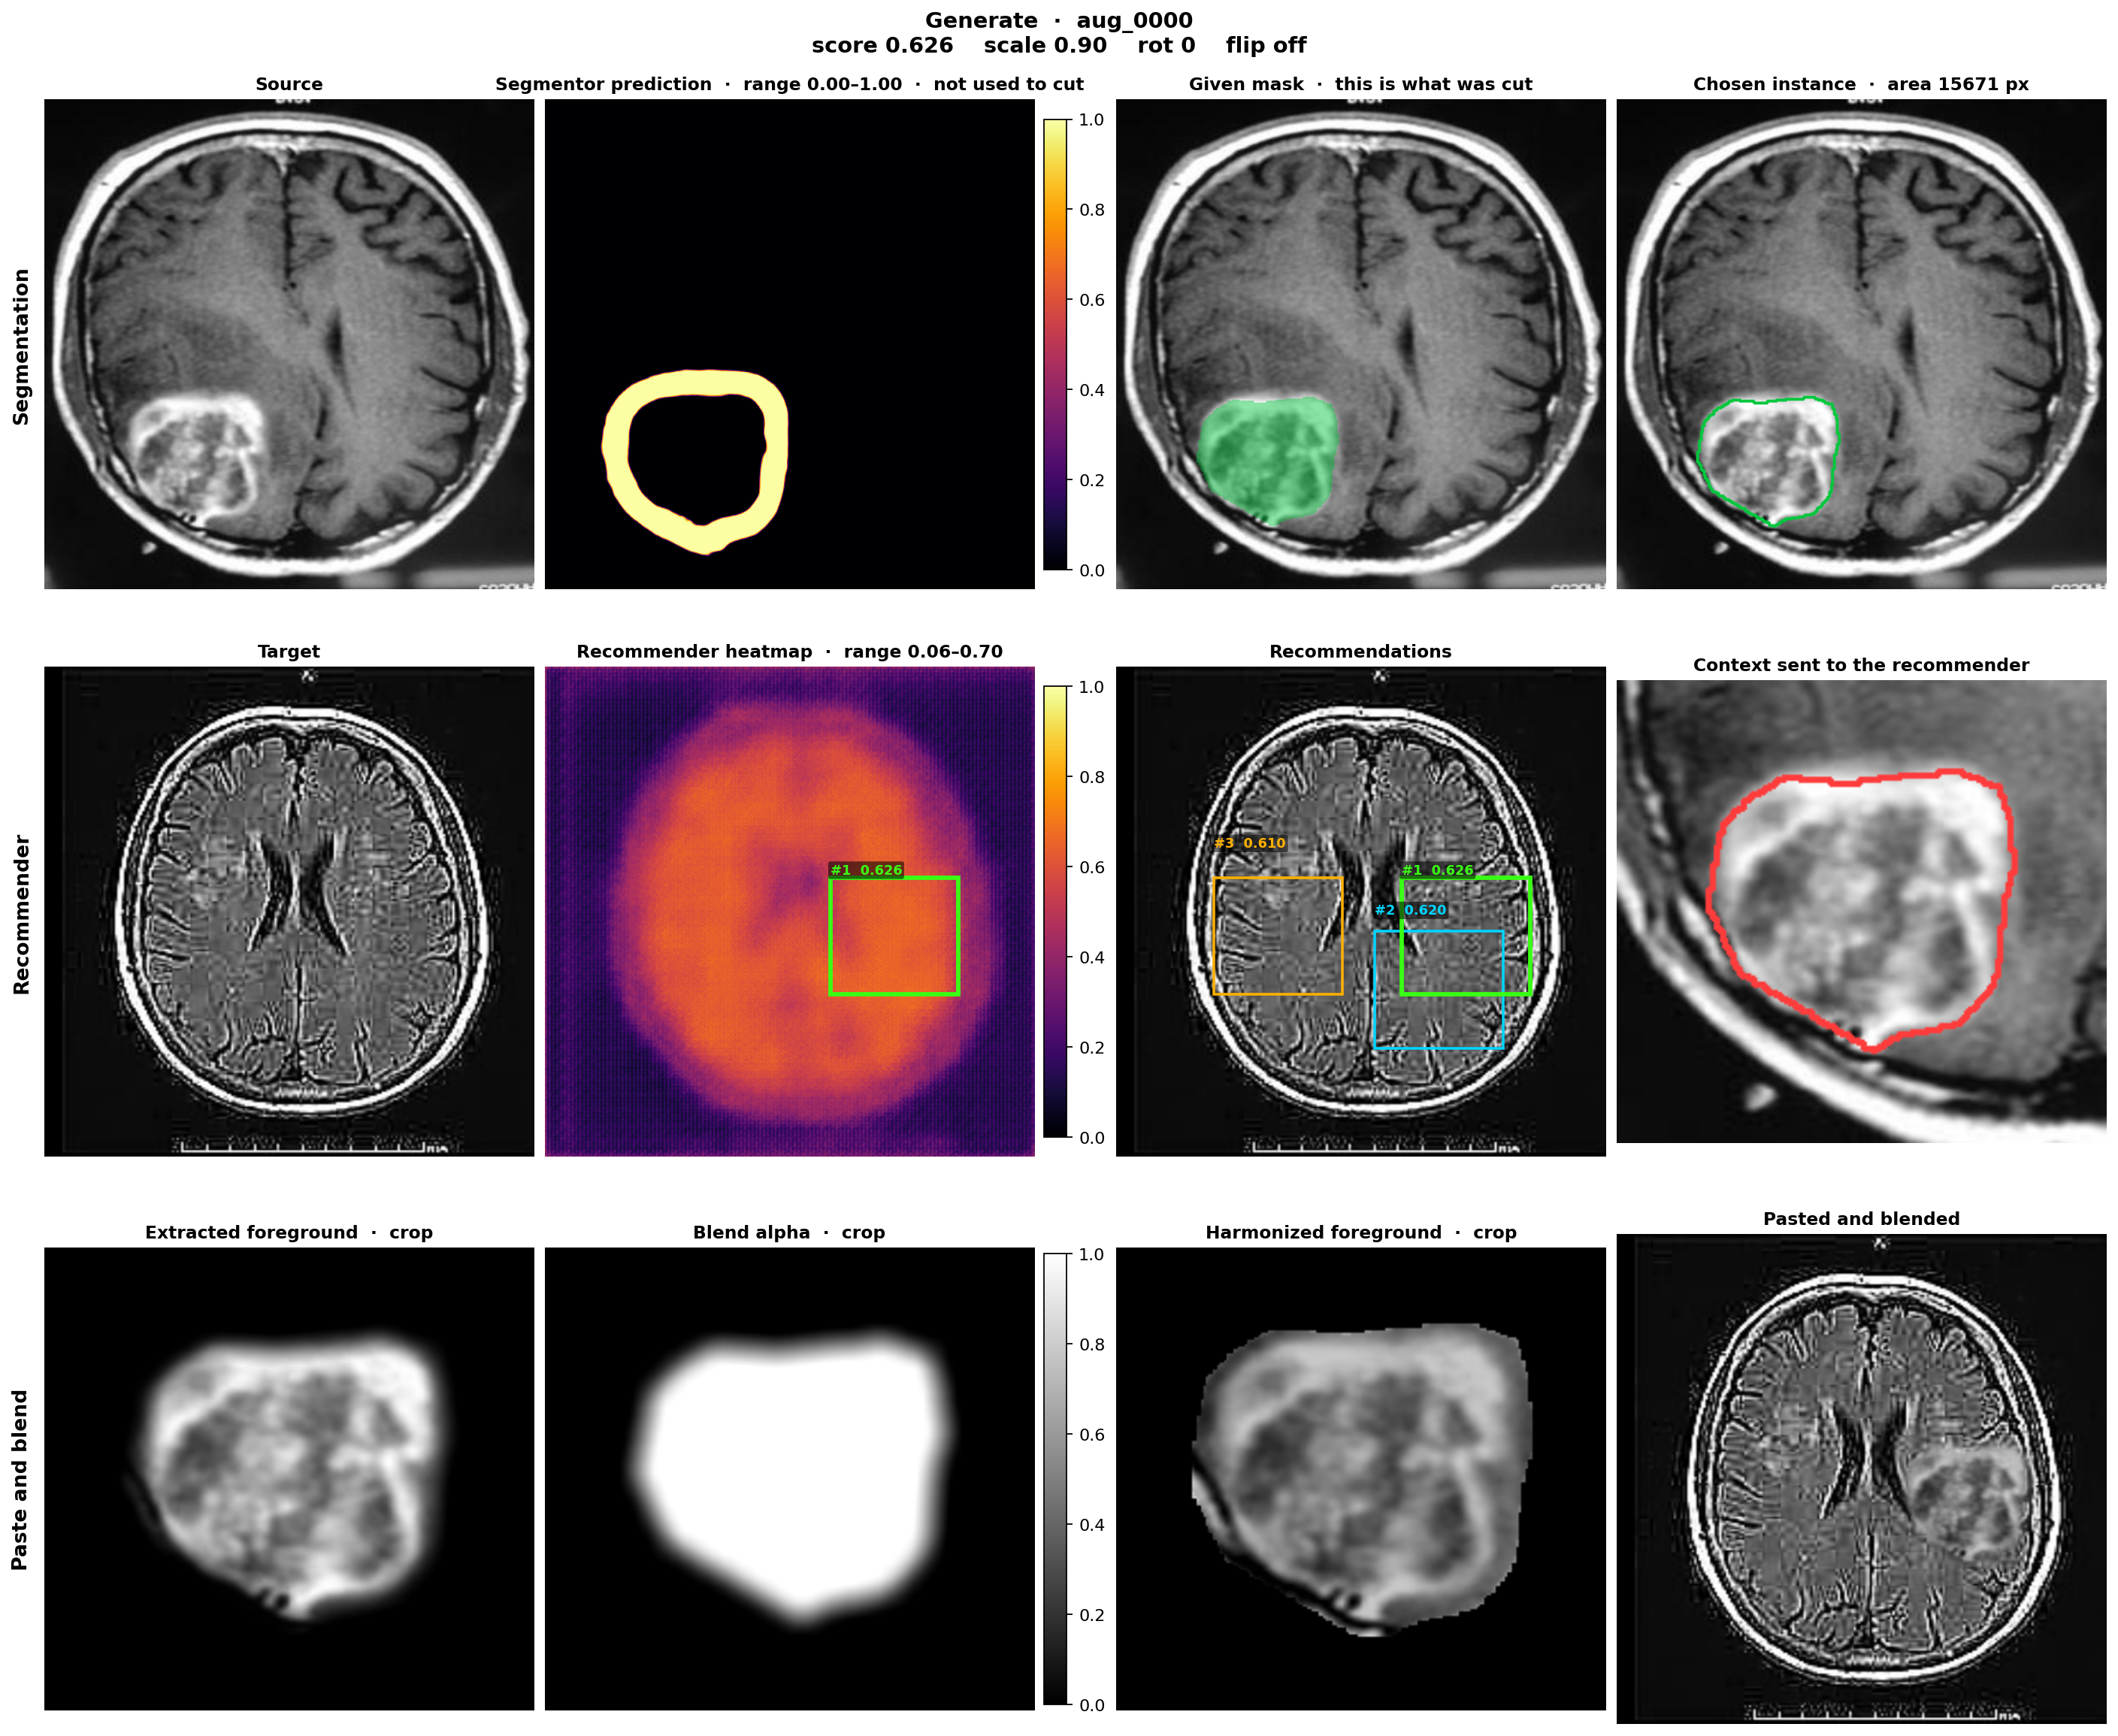 Generate · aug_0000
score 0.626 scale 0.90 rot 0 flip off
Segmentation
Source
Segmentor prediction · range 0.00–1.00 · not used to cut
1.0
0.8
0.6
0.4
0.2
0.0
Given mask · this is what was cut
Chosen instance · area 15671 px
Recommender
Target
Recommender heatmap · range 0.06–0.70
#1 0.626
1.0
0.8
0.6
0.4
0.2
0.0
Recommendations
#3 0.610
#1 0.626
#2 0.620
Context sent to the recommender
Paste and blend
Extracted foreground · crop
Blend alpha · crop
1.0
0.8
0.6
0.4
0.2
0.0
Harmonized foreground · crop
Pasted and blended